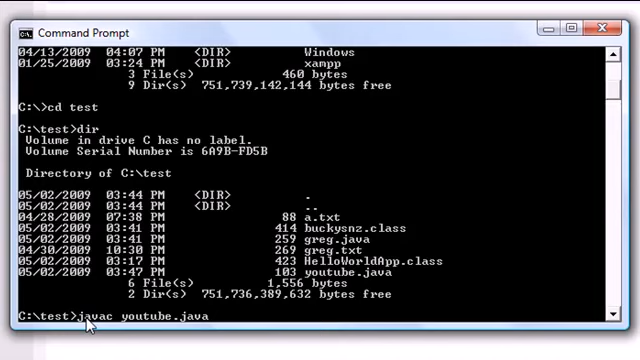 Command Prompt
04/13/2009 04:07 PM <DIR> Windows
01/25/2009 03:24 PM <DIR> xampp
3 File(s) 460 bytes
9 Dir(s) 751,739,142,144 bytes free
C:\>cd test
C:\test>dir
Volume in drive C has no label.
Volume Serial Number is 6A9B-FD5B
Directory of C:\test
05/02/2009 03:44 PM <DIR> .
05/02/2009 03:44 PM <DIR> ..
04/28/2009 07:38 PM 88 a.txt
05/02/2009 03:41 PM 414 buckysnz.class
05/02/2009 03:41 PM 259 greg.java
04/30/2009 10:30 PM 269 greg.txt
05/02/2009 03:41 PM 423 HelloWorldApp.class
05/02/2009 03:47 PM 103 youtube.java
6 File(s) 1,556 bytes
2 Dir(s) 751,736,389,632 bytes free
C:\test>javac youtube.java